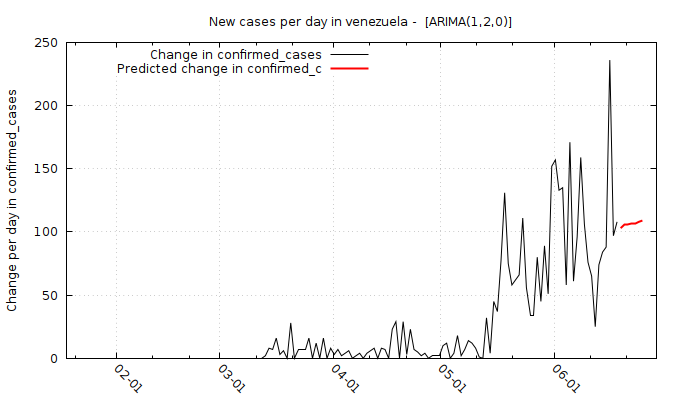 New cases per day in venezuela -  [ARIMA(1,2,0)]
Change in confirmed_cases
Predicted change in confirmed_c
Change per day in confirmed_cases
250
200
150
100
50
0
02-01
03-01
04-01
05-01
06-01